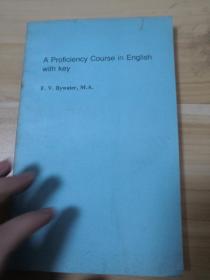 A Proficiency Course in English
with key
F. V. Bywater, M.A.